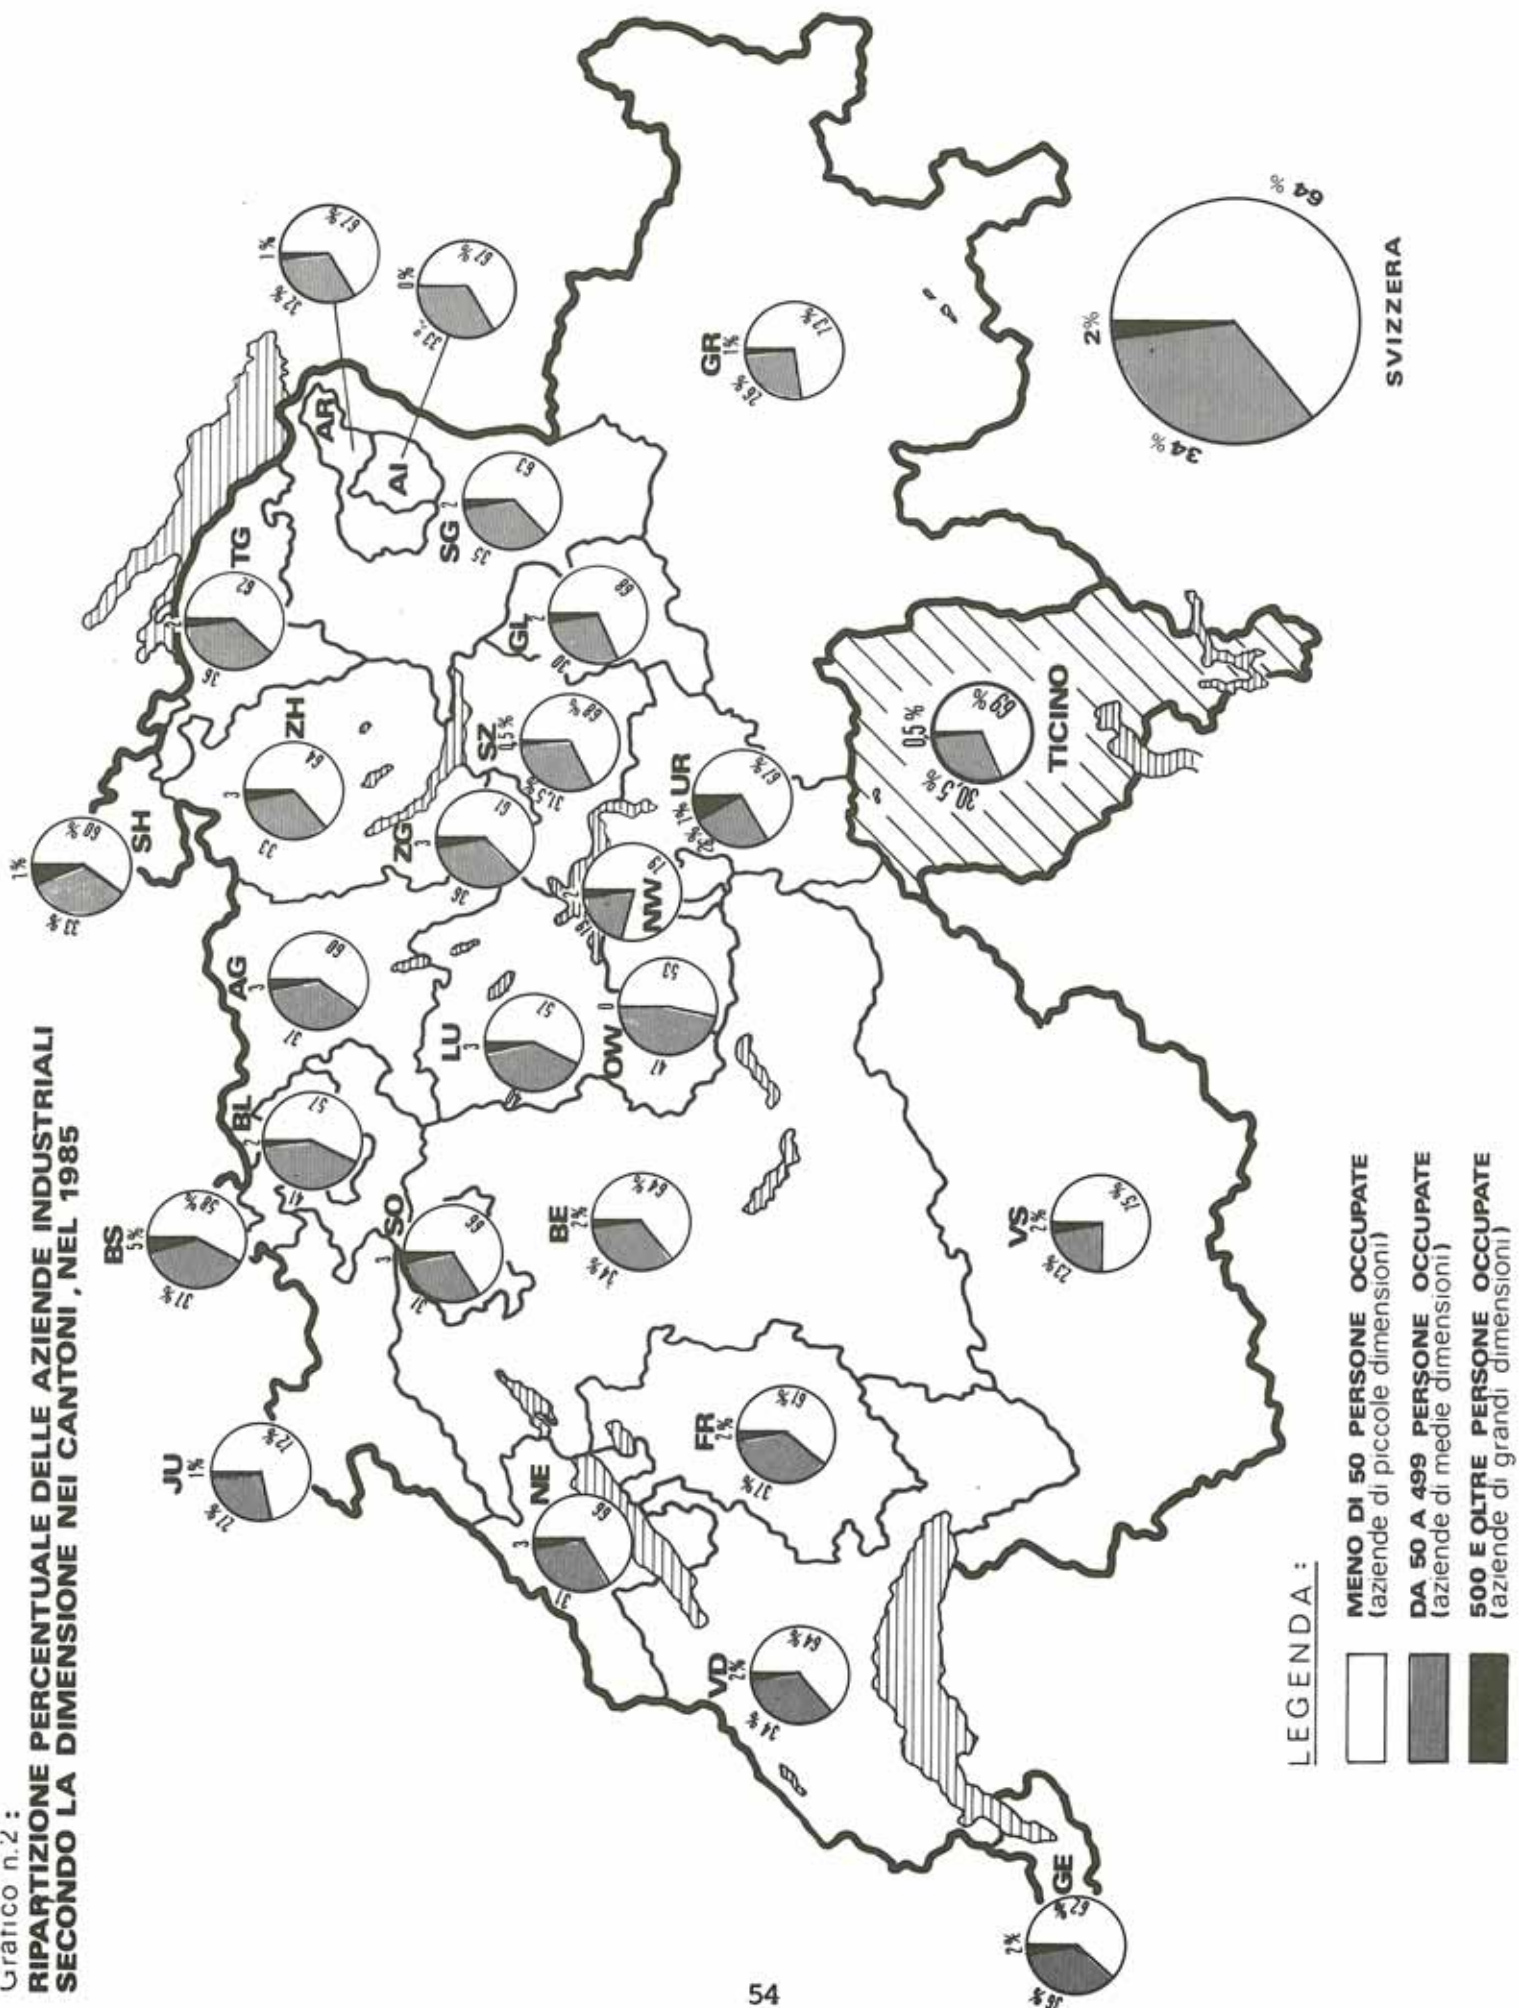 Grafico n.2 :
RIPARTIZIONE PERCENTUALE DELLE AZIENDE INDUSTRIALI
SECONDO LA DIMENSIONE NEI CANTONI, NEL 1985
SH
7%
33%
60%
BS
5%
37%
58%
JU
1%
27%
72%
TG
2
36
62
BL
2
41
57
AG
3
37
60
ZH
3
33
64
AR
1%
32%
67%
AI
0%
33%
67%
SO
3
31
66
LU
3
40
57
ZG
3
36
61
SG
2
35
63
SZ
0,5%
31,5%
68%
GL
2
30
68
NE
3
31
66
BE
2%
34%
64%
OW
0
47
53
NW
2
19
79
UR
7%
67%
FR
2%
37%
61%
VD
2%
34%
64%
GR
1%
26%
73%
TICINO
0,5%
30,5%
69%
VS
2%
23%
75%
GE
2%
36%
62%
2%
34%
64%
SVIZZERA
LEGENDA :
MENO DI 50 PERSONE OCCUPATE
(aziende di piccole dimensioni)
DA 50 A 499 PERSONE OCCUPATE
(aziende di medie dimensioni)
500 E OLTRE PERSONE OCCUPATE
(aziende di grandi dimensioni)
54